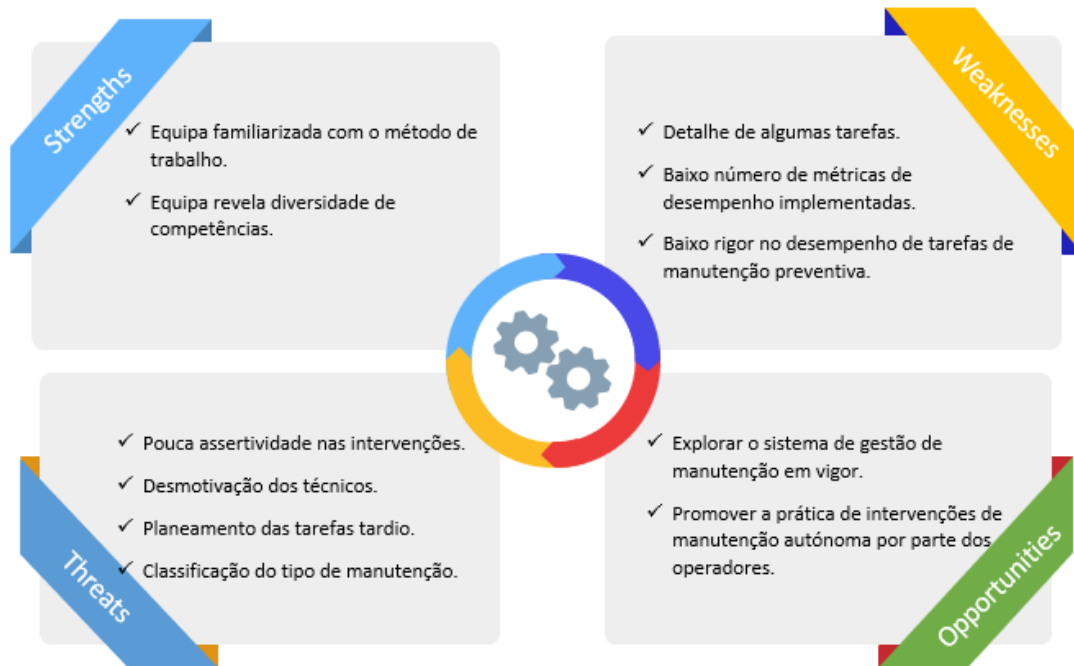 Strengths
✓ Equipa familiarizada com o método de
trabalho.
✓ Equipa revela diversidade de
competências.
Weaknesses
✓ Detalhe de algumas tarefas.
✓ Baixo número de métricas de
desempenho implementadas.
✓ Baixo rigor no desempenho de tarefas de
manutenção preventiva.
Threats
✓ Pouca assertividade nas intervenções.
✓ Desmotivação dos técnicos.
✓ Planeamento das tarefas tardio.
✓ Classificação do tipo de manutenção.
Opportunities
✓ Explorar o sistema de gestão de
manutenção em vigor.
✓ Promover a prática de intervenções de
manutenção autónoma por parte dos
operadores.